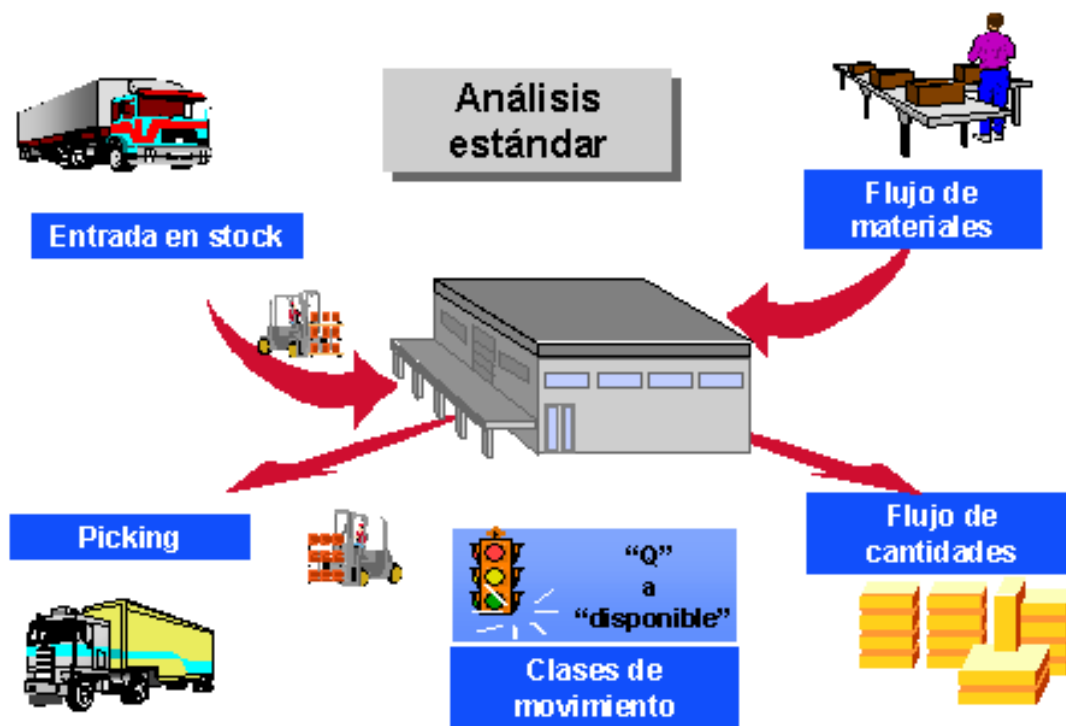 Análisis
estándar
Entrada en stock
Flujo de
materiales
Picking
“Q”
a
“disponible”
Clases de
movimiento
Flujo de
cantidades